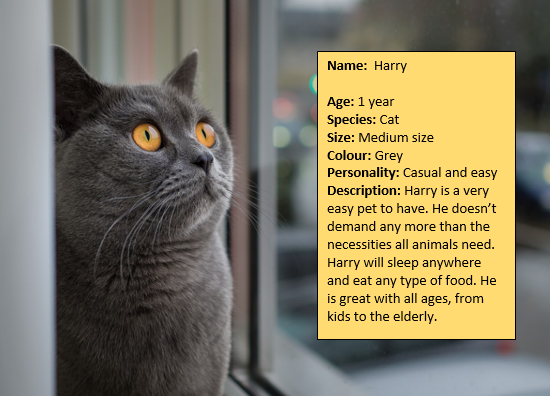 Name: Harry
Age: 1 year
Species: Cat
Size: Medium size
Colour: Grey
Personality: Casual and easy
Description: Harry is a very
easy pet to have. He doesn’t
demand any more than the
necessities all animals need.
Harry will sleep anywhere
and eat any type of food. He
is great with all ages, from
kids to the elderly.